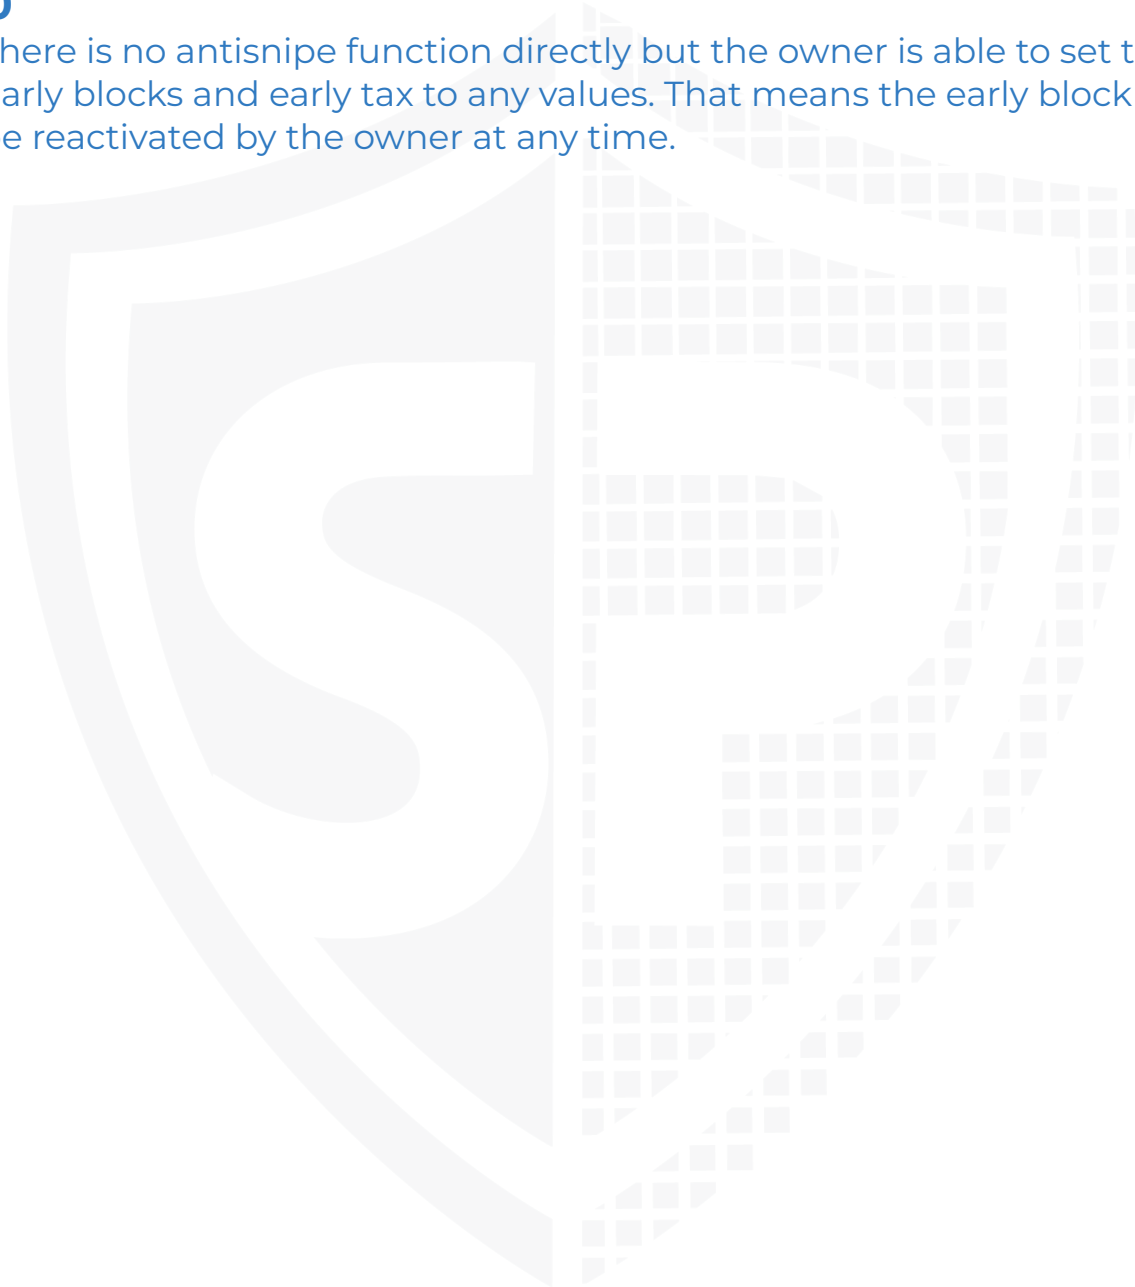 here is no antisnipe function directly but the owner is able to set t
arly blocks and early tax to any values. That means the early block
e reactivated by the owner at any time.
SP